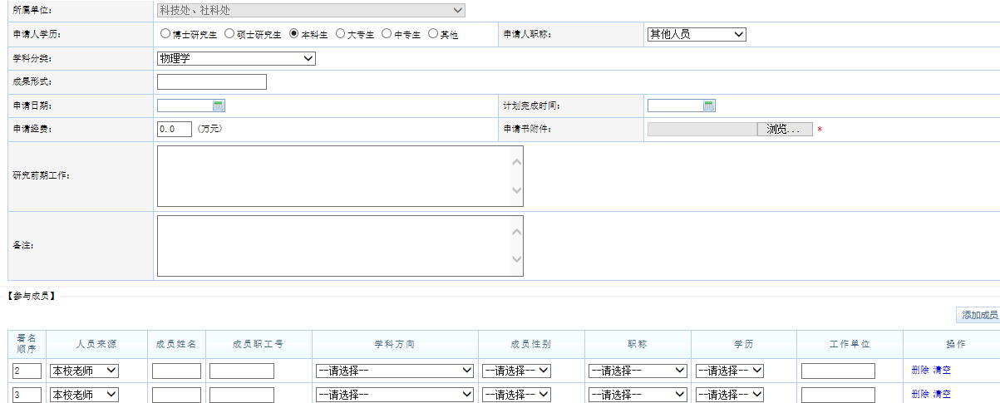 所属单位: 科技处、社科处
申请人学历: 博士研究生 硕士研究生 本科生 大专生 中专生 其他 申请人职称: 其他人员
学科分类: 物理学
成果形式:
申请日期: 计划完成时间:
申请经费: 0.0 (万元) 申请书附件: 浏览... *
研究前期工作:
备注:
【参与成员】
添加成员
署名顺序 人员来源 成员姓名 成员职工号 学科方向 成员性别 职称 学历 工作单位 操作
2 本校老师 --请选择-- --请选择-- --请选择-- --请选择-- 删除 清空
3 本校老师 --请选择-- --请选择-- --请选择-- --请选择-- 删除 清空